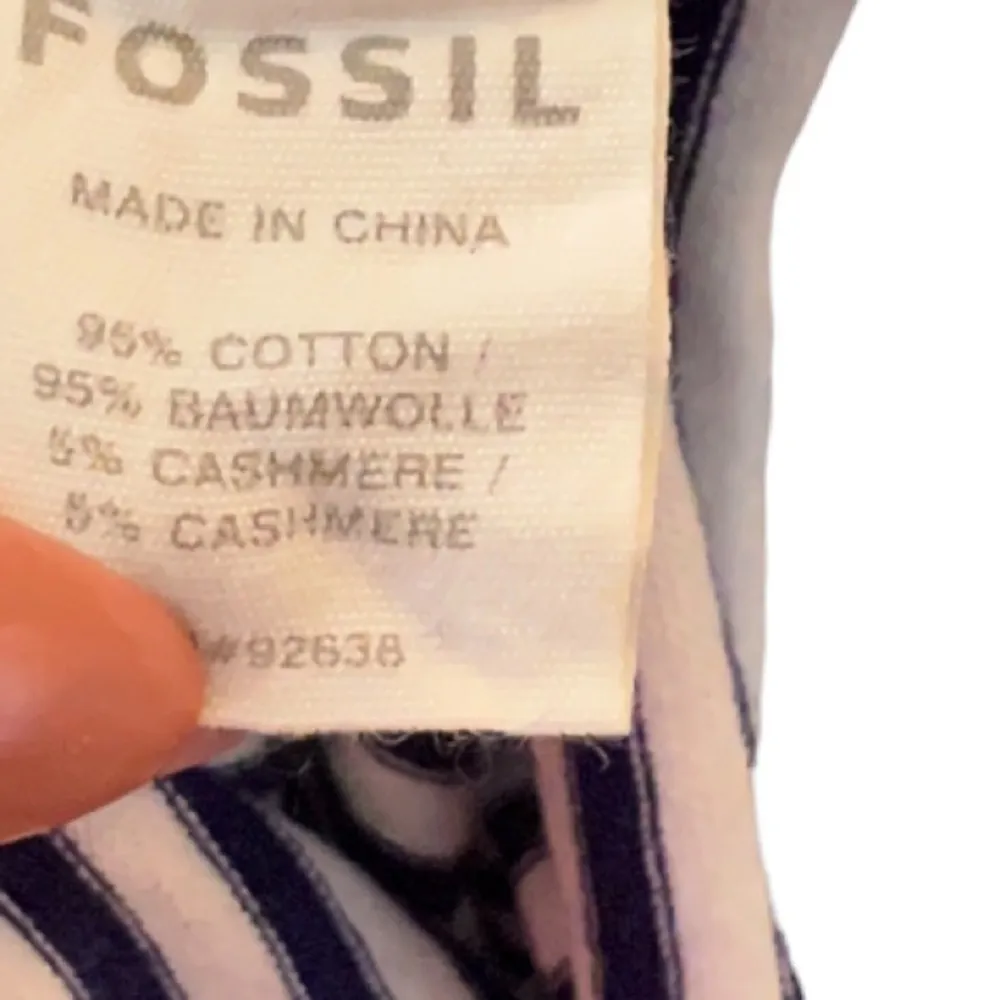 FOSSIL
MADE IN CHINA
95% COTTON /
95% BAUMWOLLE
5% CASHMERE /
5% CASHMERE
#92638